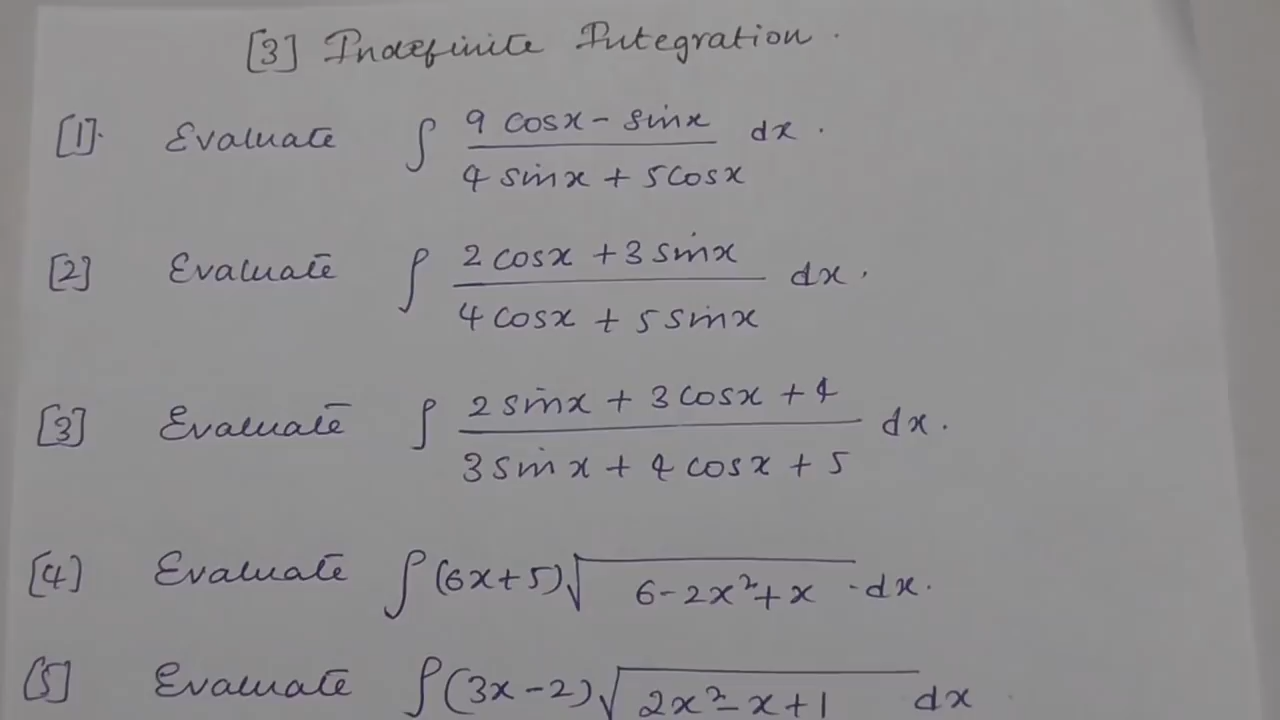 [3] Indefinite Integration.
[1]. Evaluate ∫ (9 cosx - sinx)/(4 sinx + 5cosx) dx.
[2] Evaluate ∫ (2 cosx + 3 sinx)/(4 cosx + 5 sinx) dx.
[3] Evaluate ∫ (2 sinx + 3 cosx + 4)/(3 sinx + 4 cosx + 5) dx.
[4] Evaluate ∫(6x+5)√(6-2x²+x) ·dx.
[5] Evaluate ∫(3x-2)√(2x²-x+1) dx